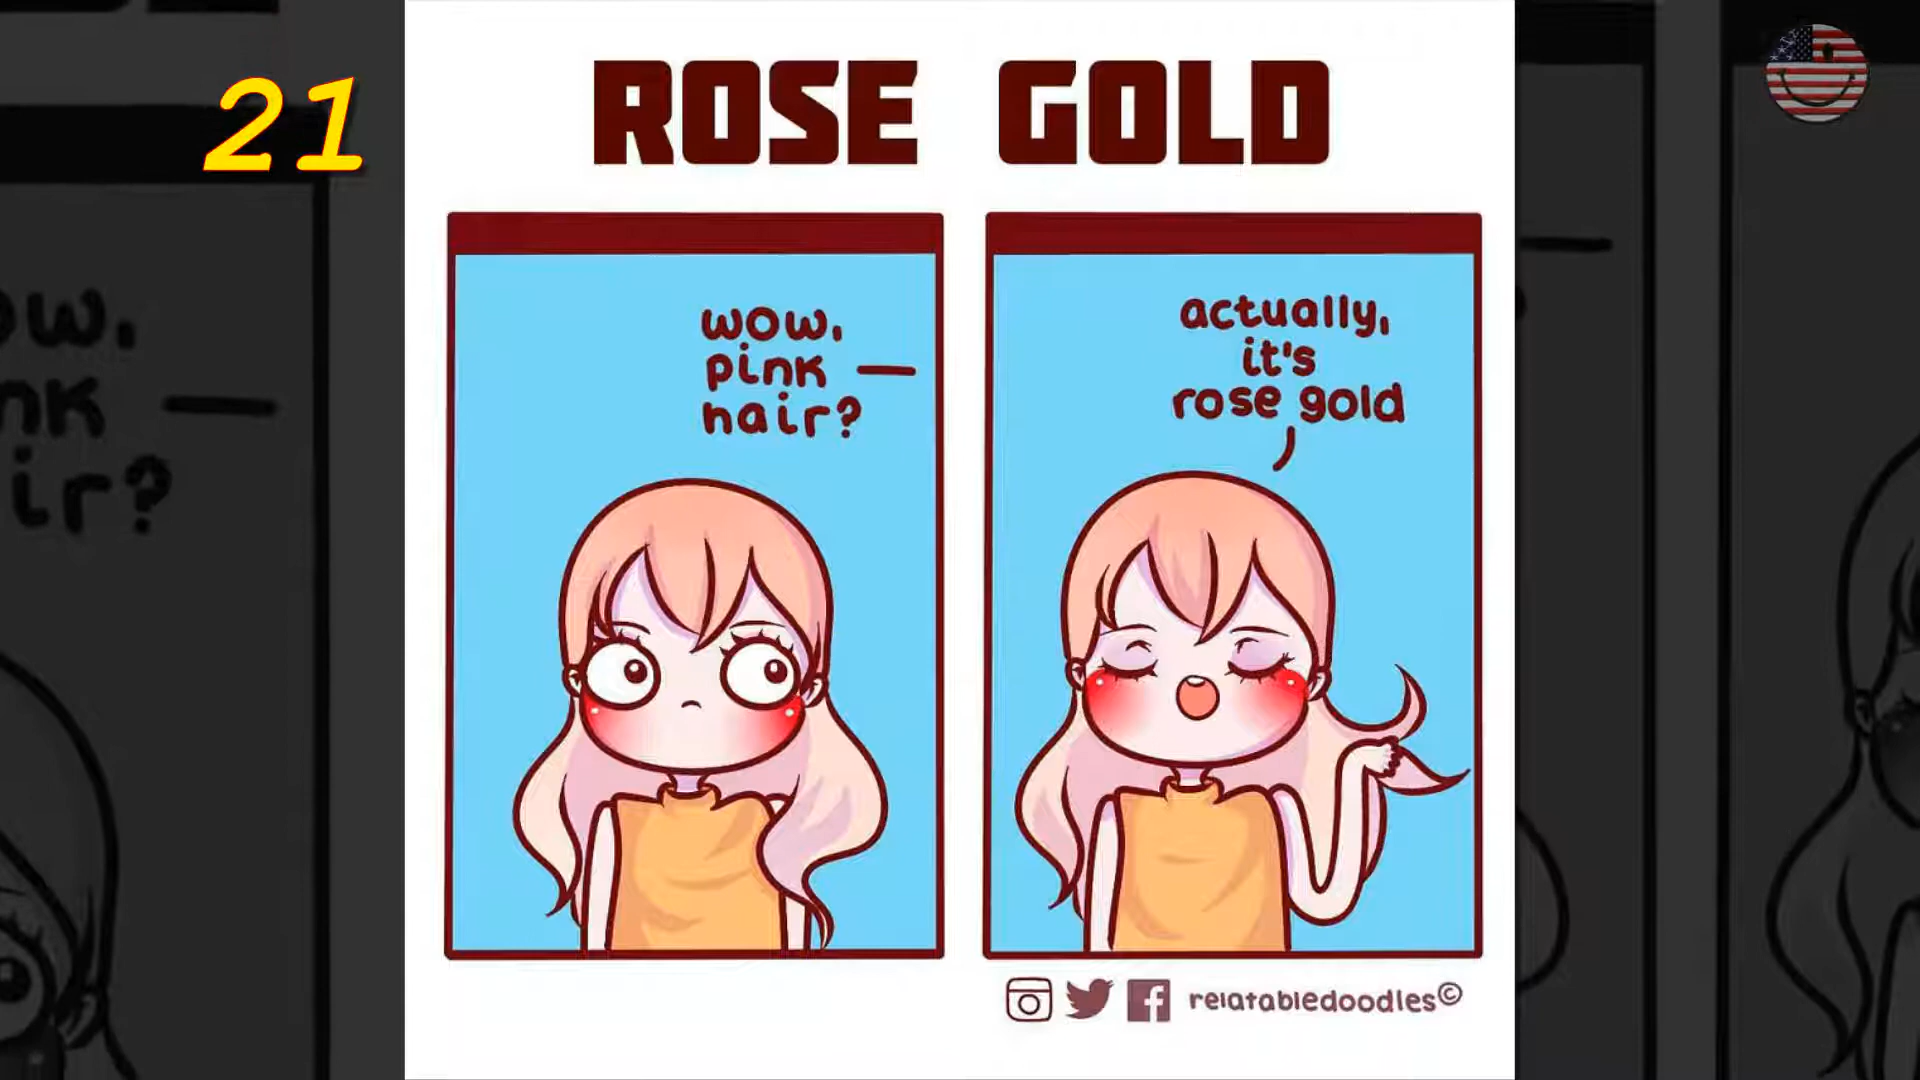 21
ROSE GOLD
wow,
pink —
hair?
actually,
it's
rose gold
relatabledoodles©